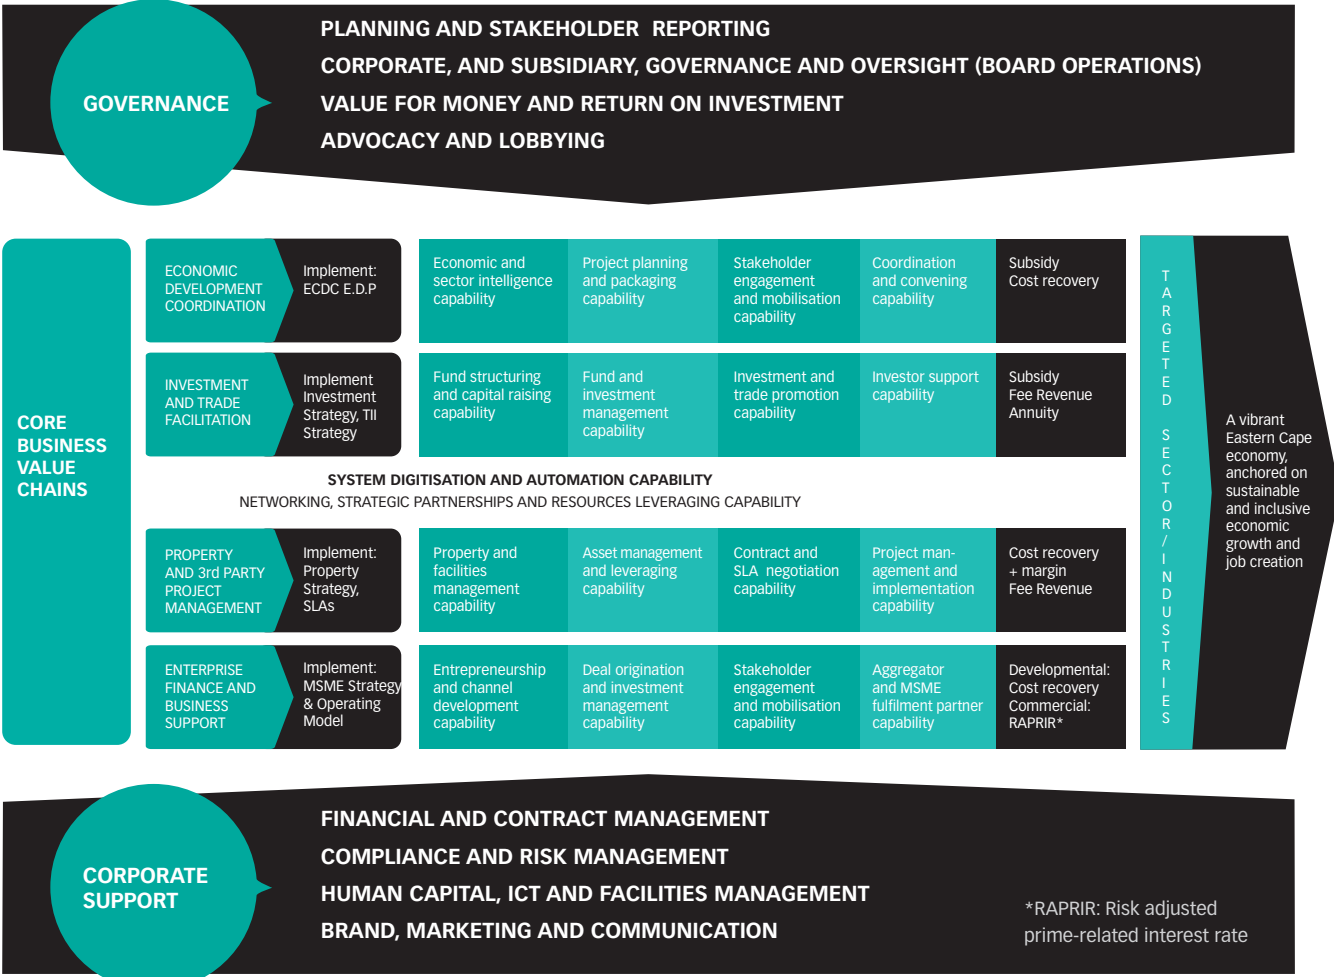 GOVERNANCE
PLANNING AND STAKEHOLDER REPORTING
CORPORATE, AND SUBSIDIARY, GOVERNANCE AND OVERSIGHT (BOARD OPERATIONS)
VALUE FOR MONEY AND RETURN ON INVESTMENT
ADVOCACY AND LOBBYING
CORE
BUSINESS
VALUE
CHAINS
ECONOMIC
DEVELOPMENT
COORDINATION
Implement:
ECDC E.D.P
Economic and
sector intelligence
capability
Project planning
and packaging
capability
Stakeholder
engagement
and mobilisation
capability
Coordination
and convening
capability
Subsidy
Cost recovery
INVESTMENT
AND TRADE
FACILITATION
Implement
Investment
Strategy, TII
Strategy
Fund structuring
and capital raising
capability
Fund and
investment
management
capability
Investment and
trade promotion
capability
Investor support
capability
Subsidy
Fee Revenue
Annuity
SYSTEM DIGITISATION AND AUTOMATION CAPABILITY
NETWORKING, STRATEGIC PARTNERSHIPS AND RESOURCES LEVERAGING CAPABILITY
PROPERTY
AND 3rd PARTY
PROJECT
MANAGEMENT
Implement:
Property
Strategy,
SLAs
Property and
facilities
management
capability
Asset management
and leveraging
capability
Contract and
SLA negotiation
capability
Project man-
agement and
implementation
capability
Cost recovery
+ margin
Fee Revenue
ENTERPRISE
FINANCE AND
BUSINESS
SUPPORT
Implement:
MSME Strategy
& Operating
Model
Entrepreneurship
and channel
development
capability
Deal origination
and investment
management
capability
Stakeholder
engagement
and mobilisation
capability
Aggregator
and MSME
fulfilment partner
capability
Developmental:
Cost recovery
Commercial:
RAPRIR*
TARGETED SECTOR/INDUSTRIES
A vibrant
Eastern Cape
economy,
anchored on
sustainable
and inclusive
economic
growth and
job creation
CORPORATE
SUPPORT
FINANCIAL AND CONTRACT MANAGEMENT
COMPLIANCE AND RISK MANAGEMENT
HUMAN CAPITAL, ICT AND FACILITIES MANAGEMENT
BRAND, MARKETING AND COMMUNICATION
*RAPRIR: Risk adjusted
prime-related interest rate